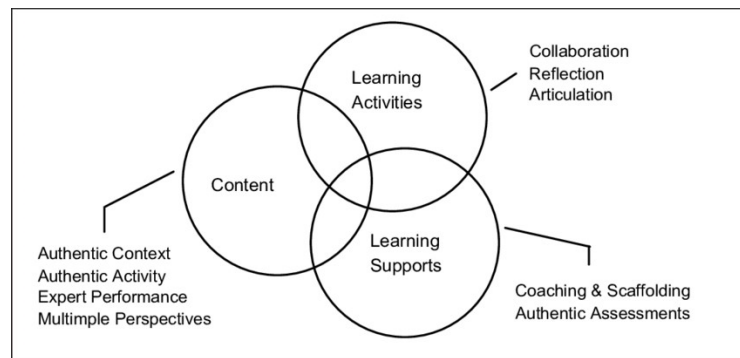 Collaboration
Reflection
Articulation
Learning
Activities
Content
Learning
Supports
Authentic Context
Authentic Activity
Expert Performance
Multimple Perspectives
Coaching & Scaffolding
Authentic Assessments